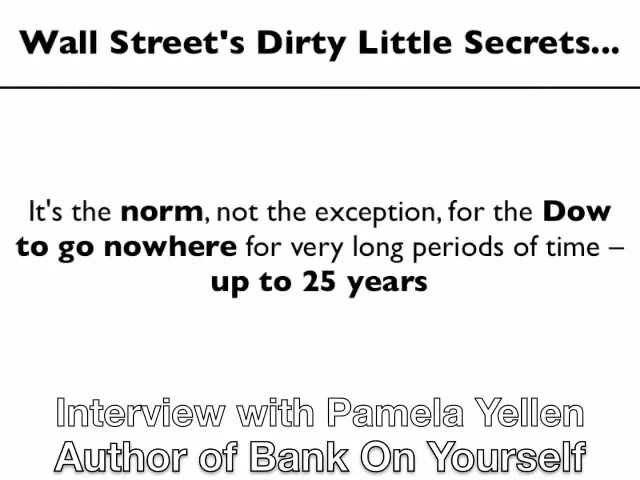 Wall Street's Dirty Little Secrets...
It's the norm, not the exception, for the Dow
to go nowhere for very long periods of time –
up to 25 years
Interview with Pamela Yellen
Author of Bank On Yourself